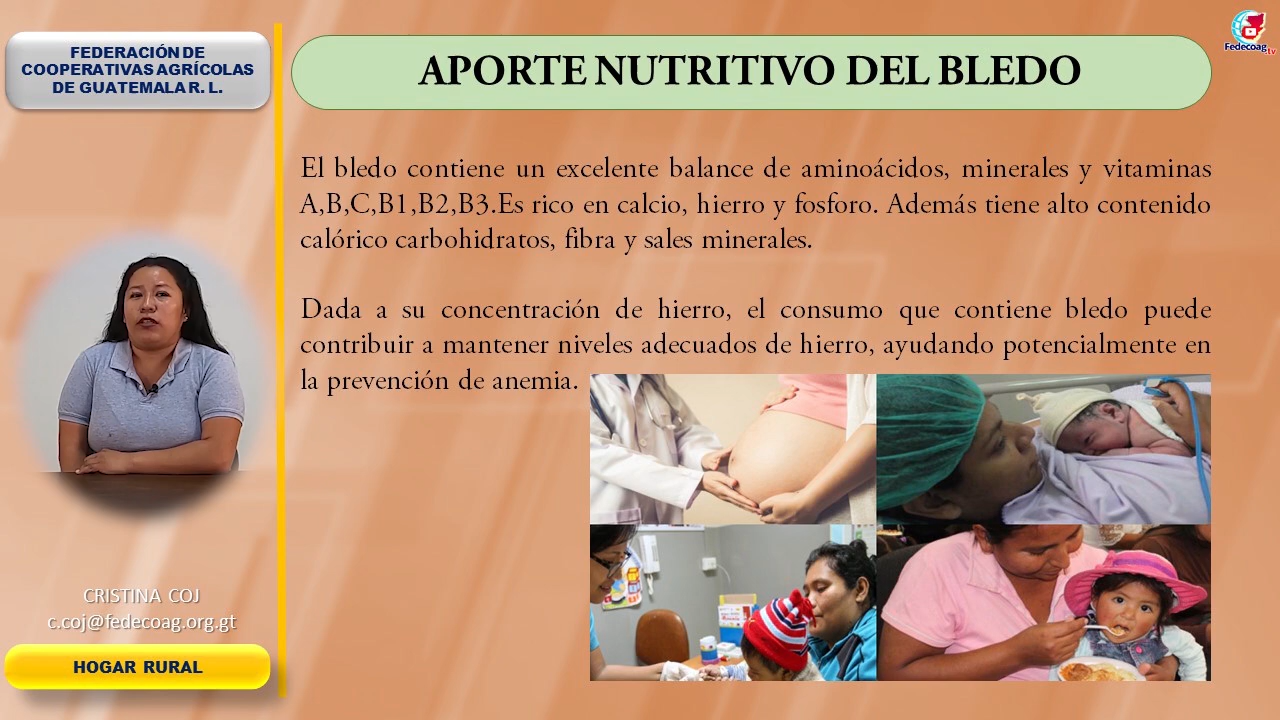 FEDERACIÓN DE
COOPERATIVAS AGRÍCOLAS
DE GUATEMALA R. L.
APORTE NUTRITIVO DEL BLEDO
Fedecoag tv
El bledo contiene un excelente balance de aminoácidos, minerales y vitaminas
A,B,C,B1,B2,B3.Es rico en calcio, hierro y fosforo. Además tiene alto contenido
calórico carbohidratos, fibra y sales minerales.
Dada a su concentración de hierro, el consumo que contiene bledo puede
contribuir a mantener niveles adecuados de hierro, ayudando potencialmente en
la prevención de anemia.
CRISTINA COJ
c.coj@fedecoag.org.gt
HOGAR RURAL